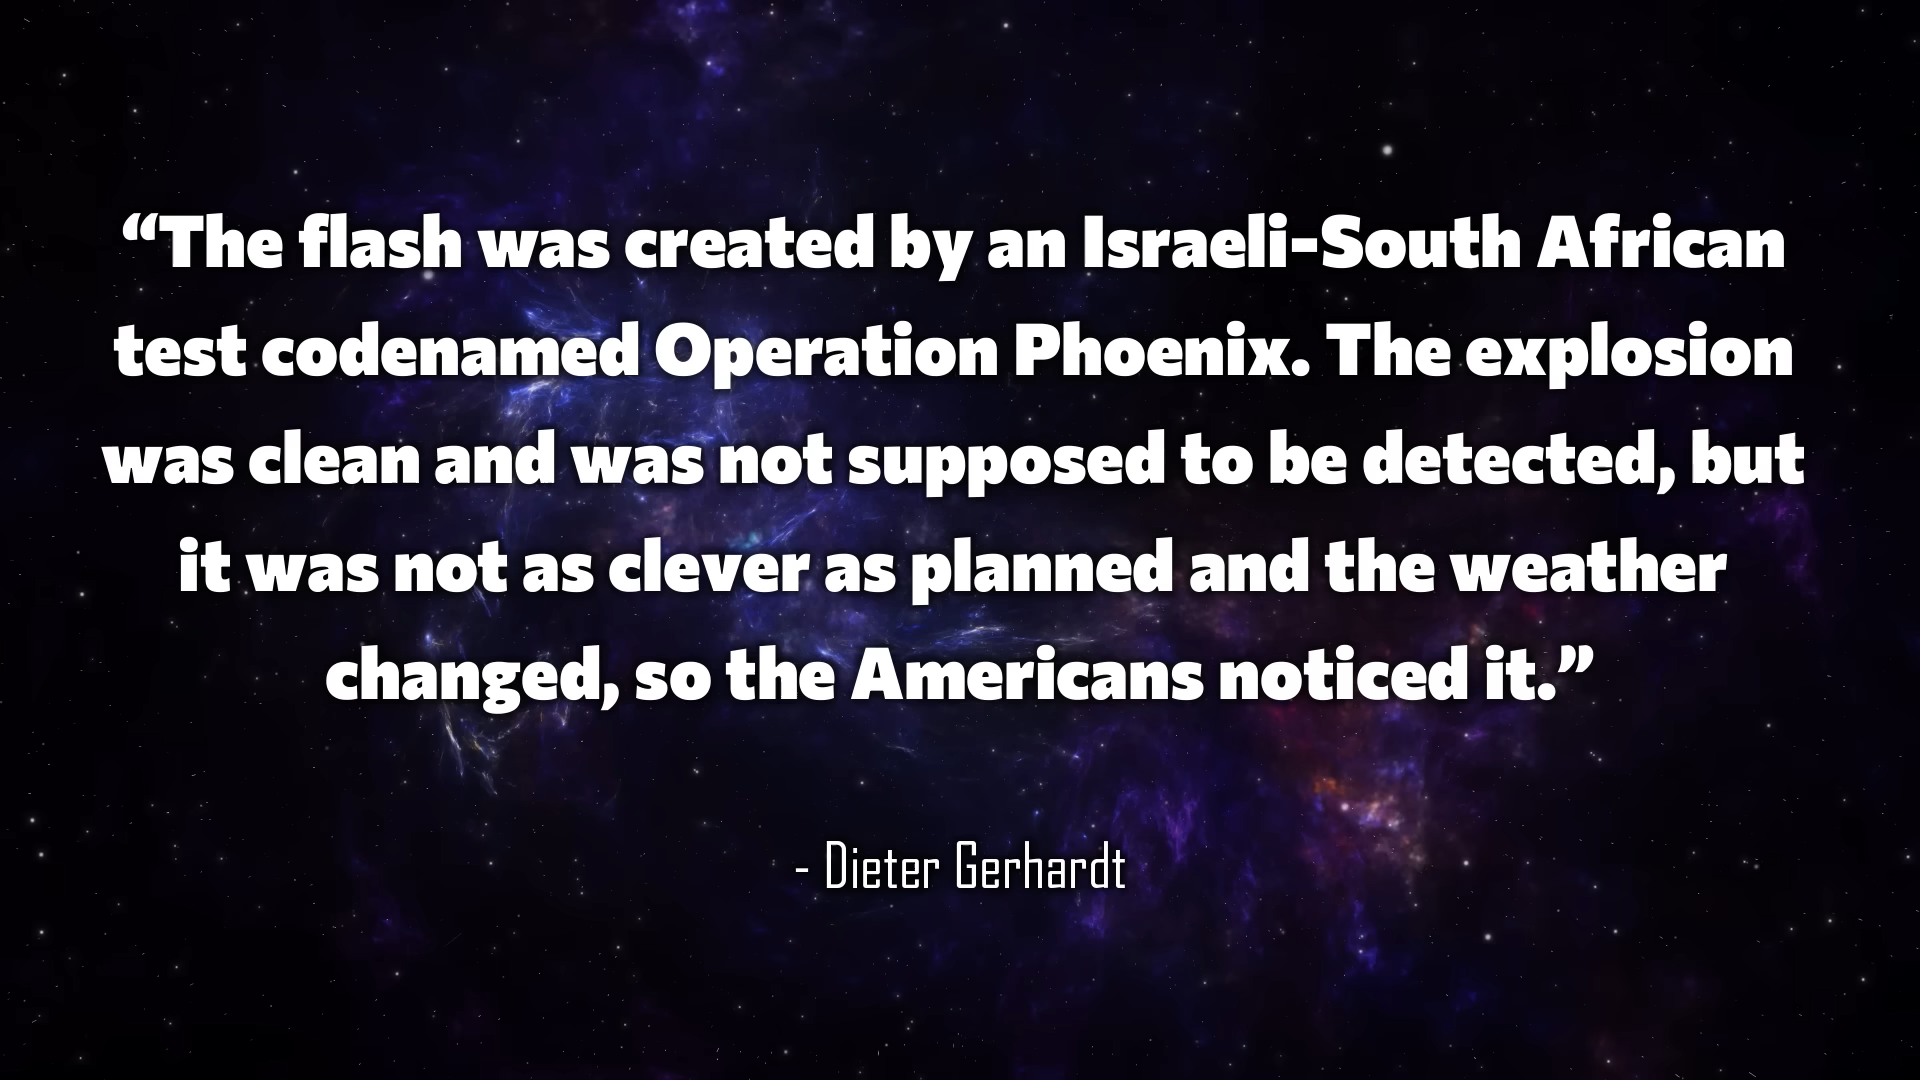 “The flash was created by an Israeli-South African
test codenamed Operation Phoenix. The explosion
was clean and was not supposed to be detected, but
it was not as clever as planned and the weather
changed, so the Americans noticed it.”
- Dieter Gerhardt